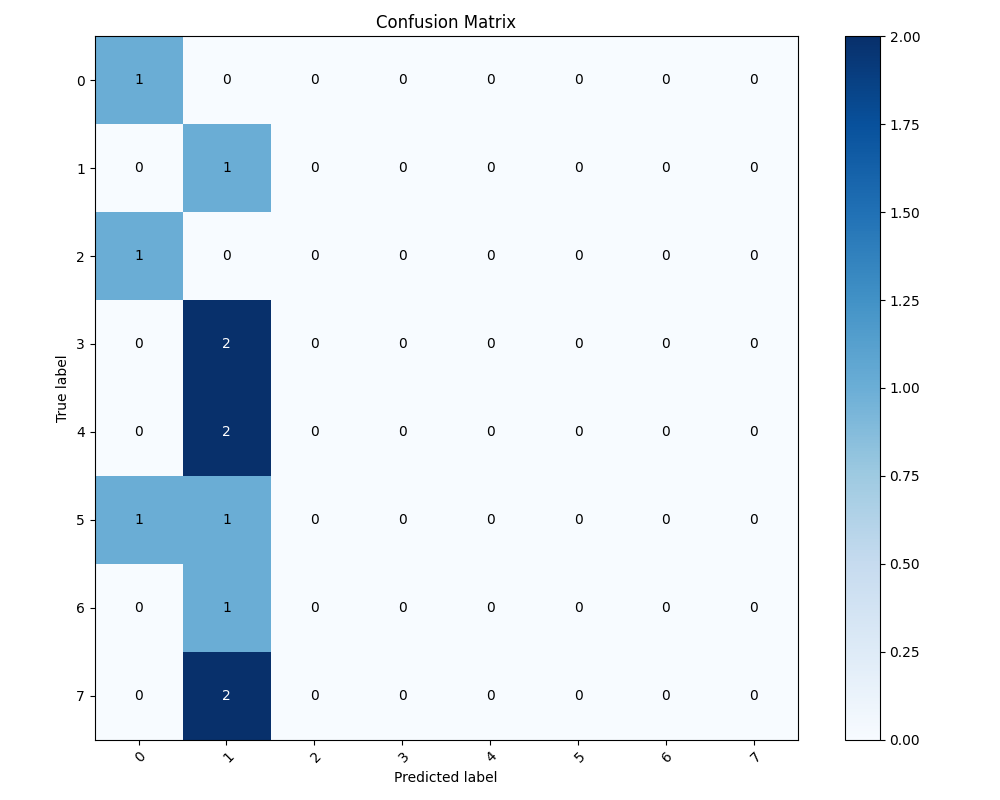 Confusion Matrix
0 1 0 0 0 0 0 0 0
1 0 1 0 0 0 0 0 0
2 1 0 0 0 0 0 0 0
3 0 2 0 0 0 0 0 0
4 0 2 0 0 0 0 0 0
5 1 1 0 0 0 0 0 0
6 0 1 0 0 0 0 0 0
7 0 2 0 0 0 0 0 0
0 1 2 3 4 5 6 7
True label
Predicted label
2.00
1.75
1.50
1.25
1.00
0.75
0.50
0.25
0.00